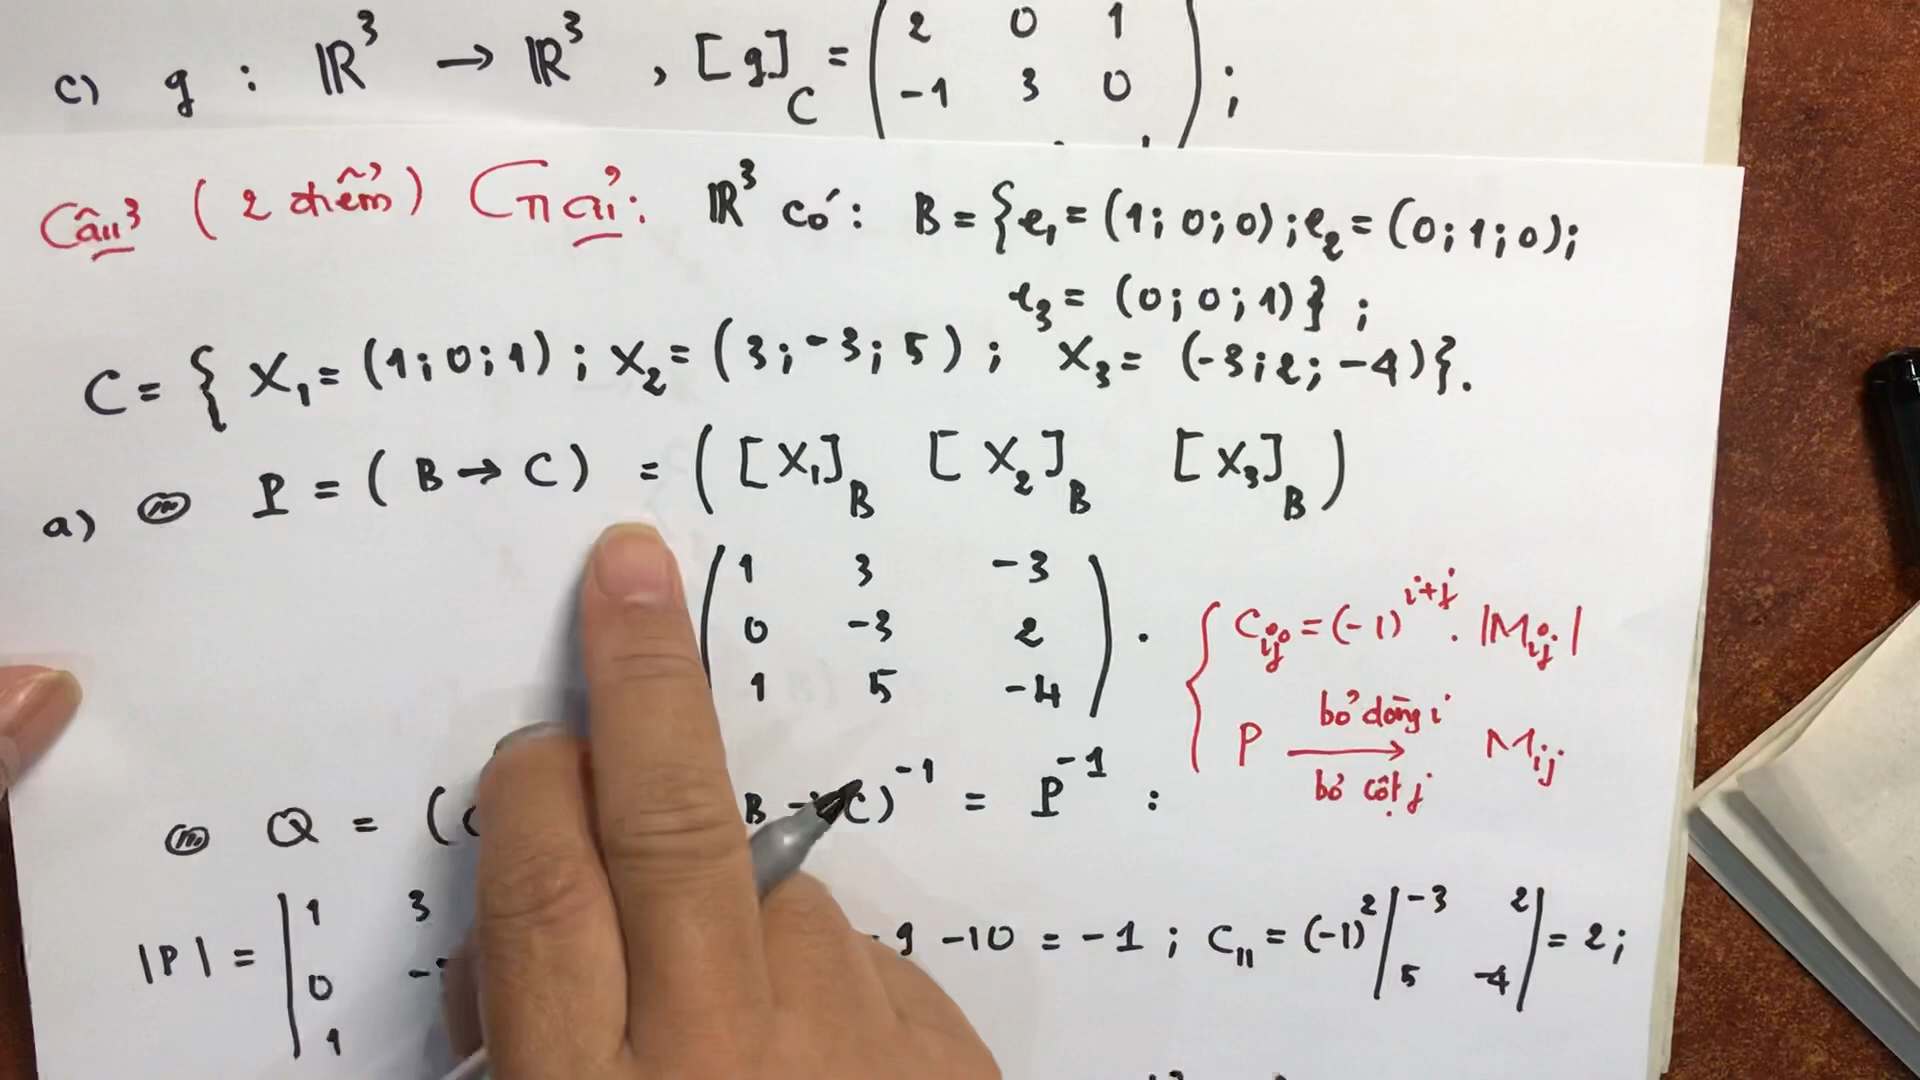 c) g : ℝ³ → ℝ³ , [g]_C = ( 2 0 1
-1 3 0 ) ;
Câu 3 (2 điểm) Giải: ℝ³ có: B = {e₁ = (1; 0; 0); e₂ = (0; 1; 0);
e₃ = (0; 0; 1)} ;
C = { X₁ = (1; 0; 1) ; X₂ = (3; -3; 5) ; X₃ = (-3; 2; -4)}.
a) P = ( B → C) = ( [X₁]_B [X₂]_B [X₃]_B )
( 1 3 -3
0 -3 2
1 5 -4 ) .
{ C_ij = (-1)^(i+j) . |M_ij|
P → M_ij
bỏ dòng i
bỏ cột j
Q = ( B → C)⁻¹ = P⁻¹ :
|P| = | 1 3
0
1
9 -10 = -1 ; C₁₁ = (-1)² | -3 2
5 -4 | = 2 ;